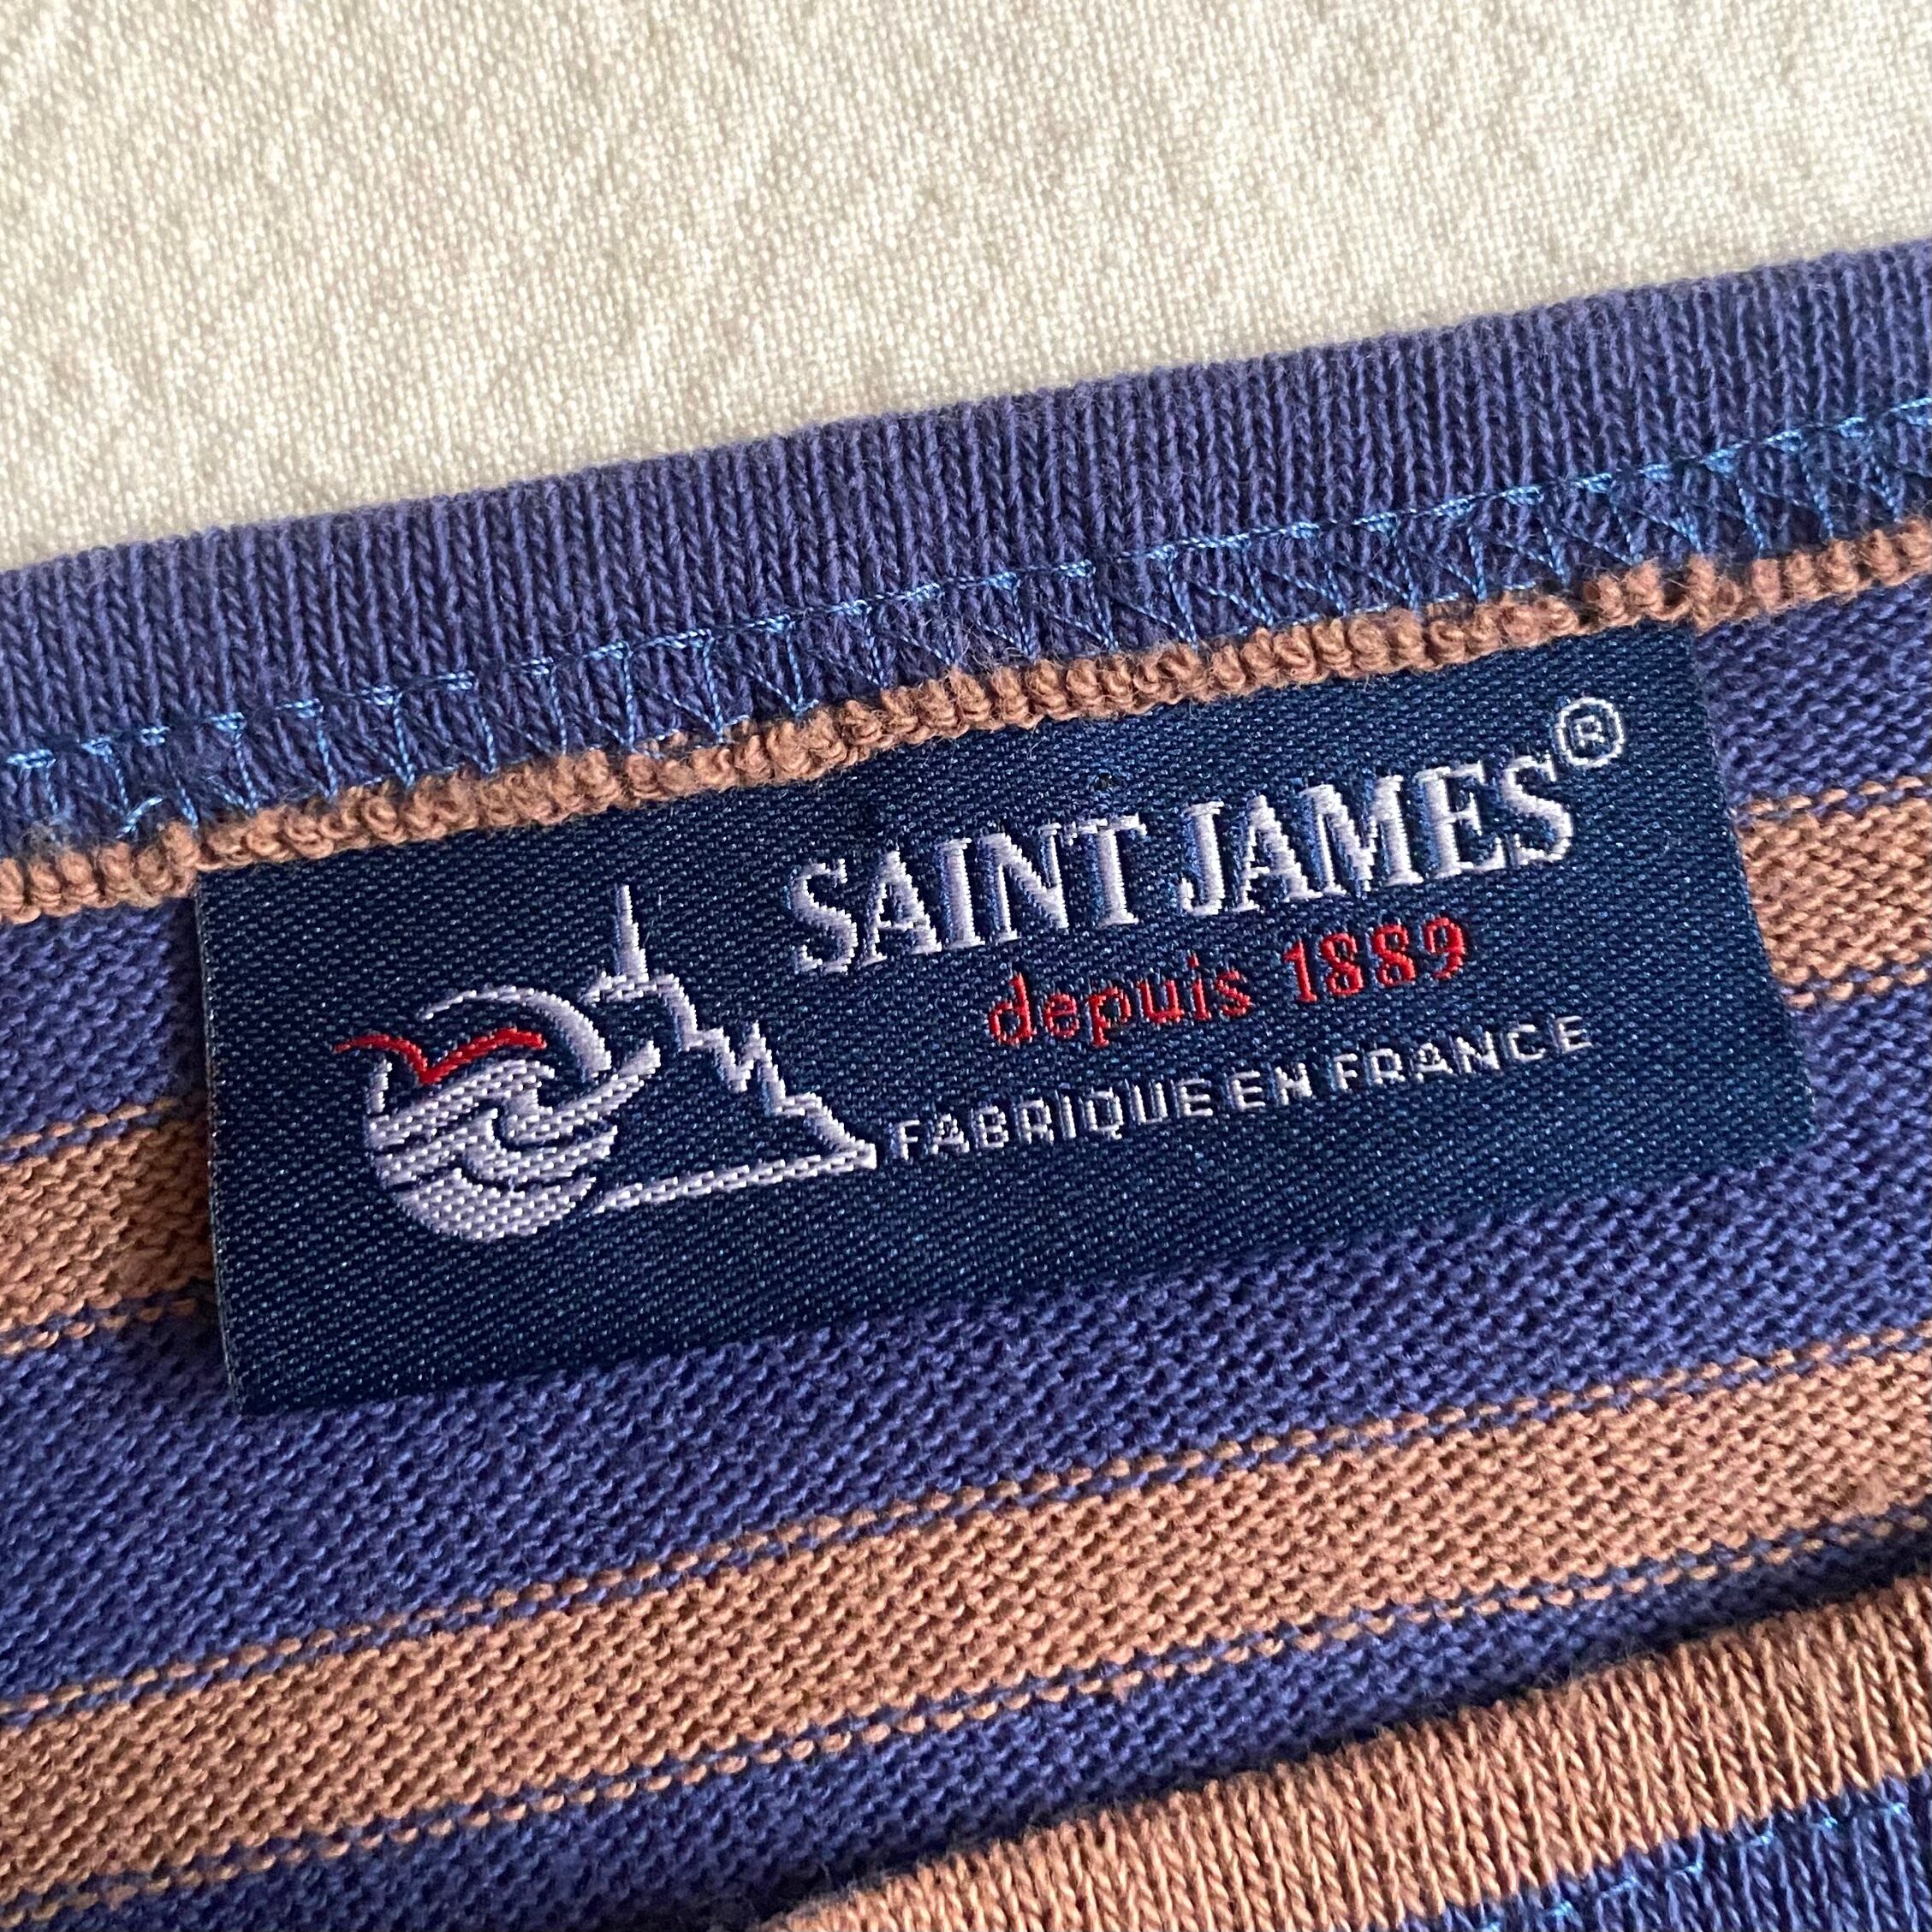 SAINT JAMES®
depuis 1889
FABRIQUE EN FRANCE